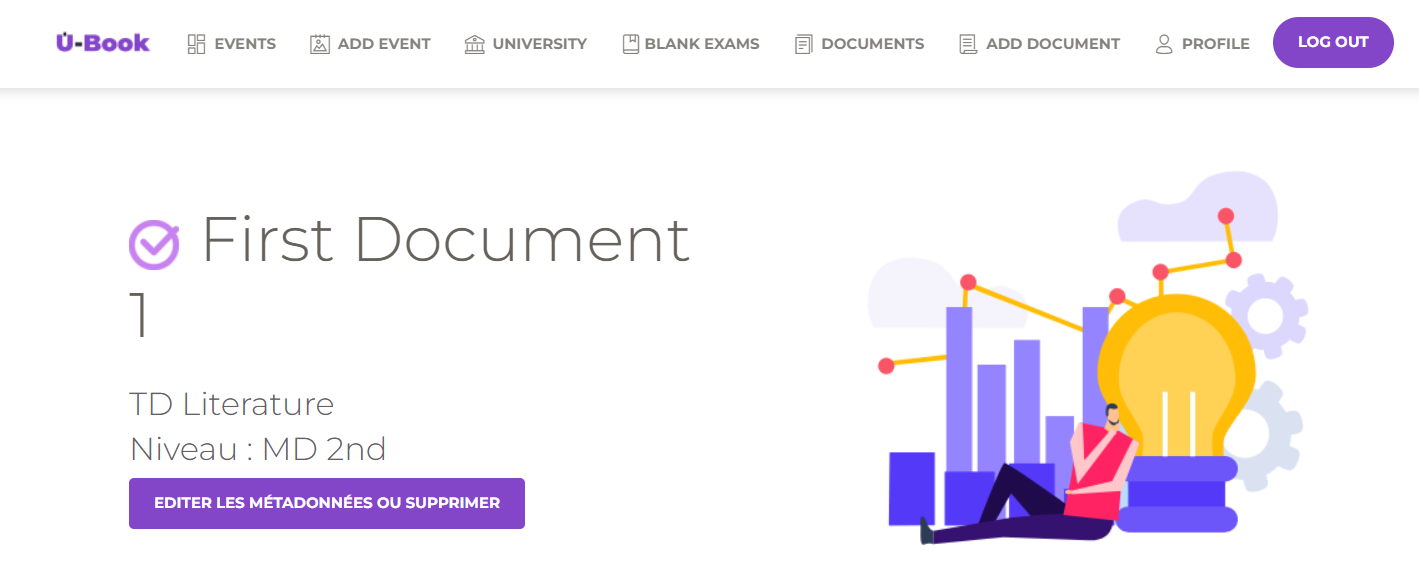 U-Book
EVENTS
ADD EVENT
UNIVERSITY
BLANK EXAMS
DOCUMENTS
ADD DOCUMENT
PROFILE
LOG OUT
First Document
1
TD Literature
Niveau : MD 2nd
EDITER LES MÉTADONNÉES OU SUPPRIMER